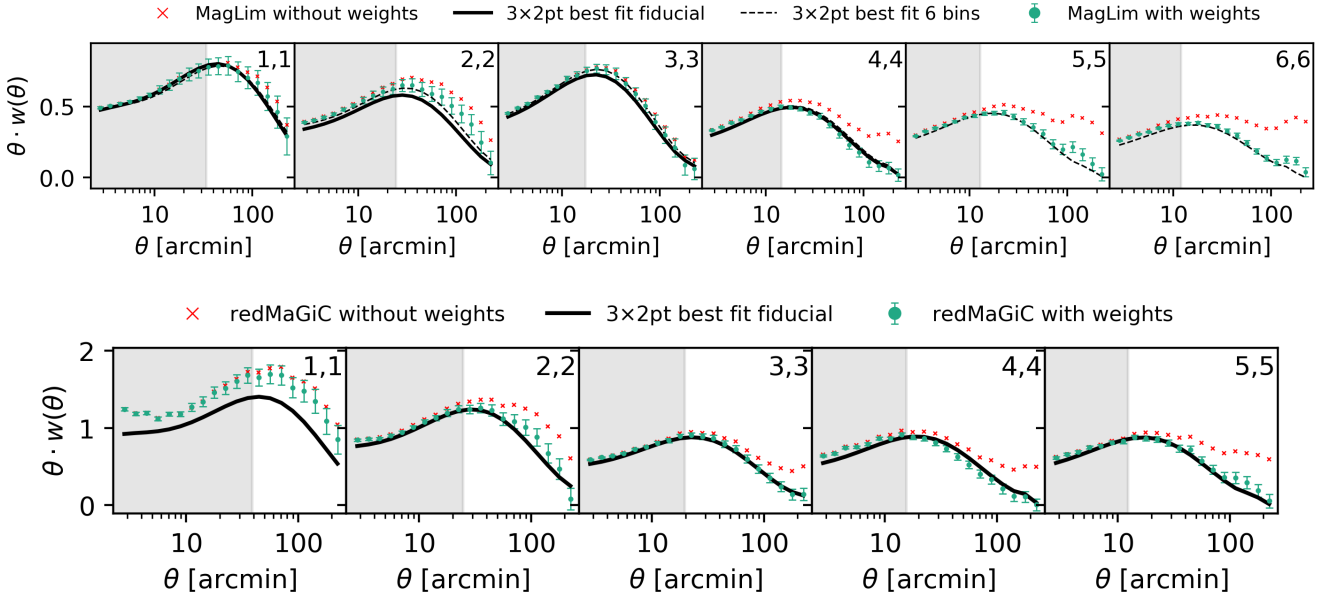 MagLim without weights 3×2pt best fit fiducial 3×2pt best fit 6 bins MagLim with weights
1,1 2,2 3,3 4,4 5,5 6,6
θ · w(θ)
0.5
0.0
10 100 10 100 10 100 10 100 10 100 10 100
θ [arcmin] θ [arcmin] θ [arcmin] θ [arcmin] θ [arcmin] θ [arcmin]
redMaGiC without weights 3×2pt best fit fiducial redMaGiC with weights
2
1,1 2,2 3,3 4,4 5,5
θ · w(θ)
1
0
10 100 10 100 10 100 10 100 10 100
θ [arcmin] θ [arcmin] θ [arcmin] θ [arcmin] θ [arcmin]